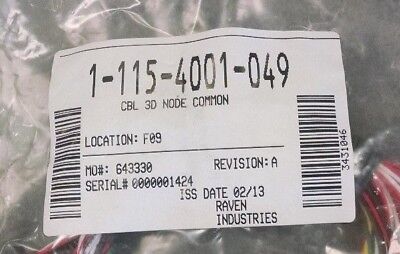 1-115-4001-049
CBL 3D NODE COMMON
LOCATION: F09
MO#: 643330 REVISION: A
SERIAL# 0000001424
ISS DATE 02/13
RAVEN
INDUSTRIES
3431046